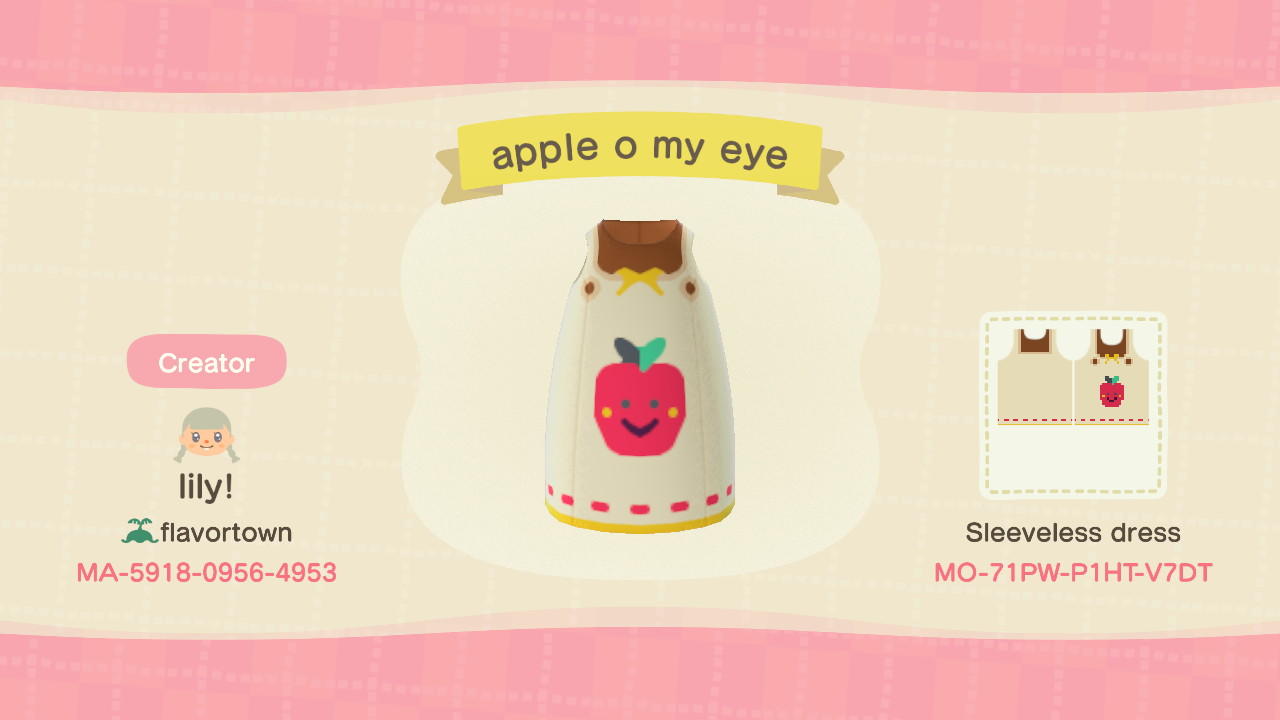 apple o my eye
Creator
lily!
flavortown
MA-5918-0956-4953
Sleeveless dress
MO-71PW-P1HT-V7DT